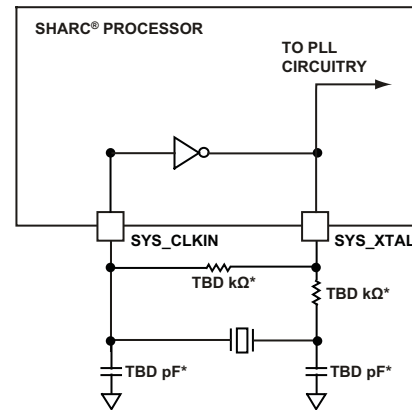 SHARC® PROCESSOR
TO PLL
CIRCUITRY
SYS_CLKIN
SYS_XTAL
TBD kΩ*
TBD kΩ*
TBD pF*
TBD pF*